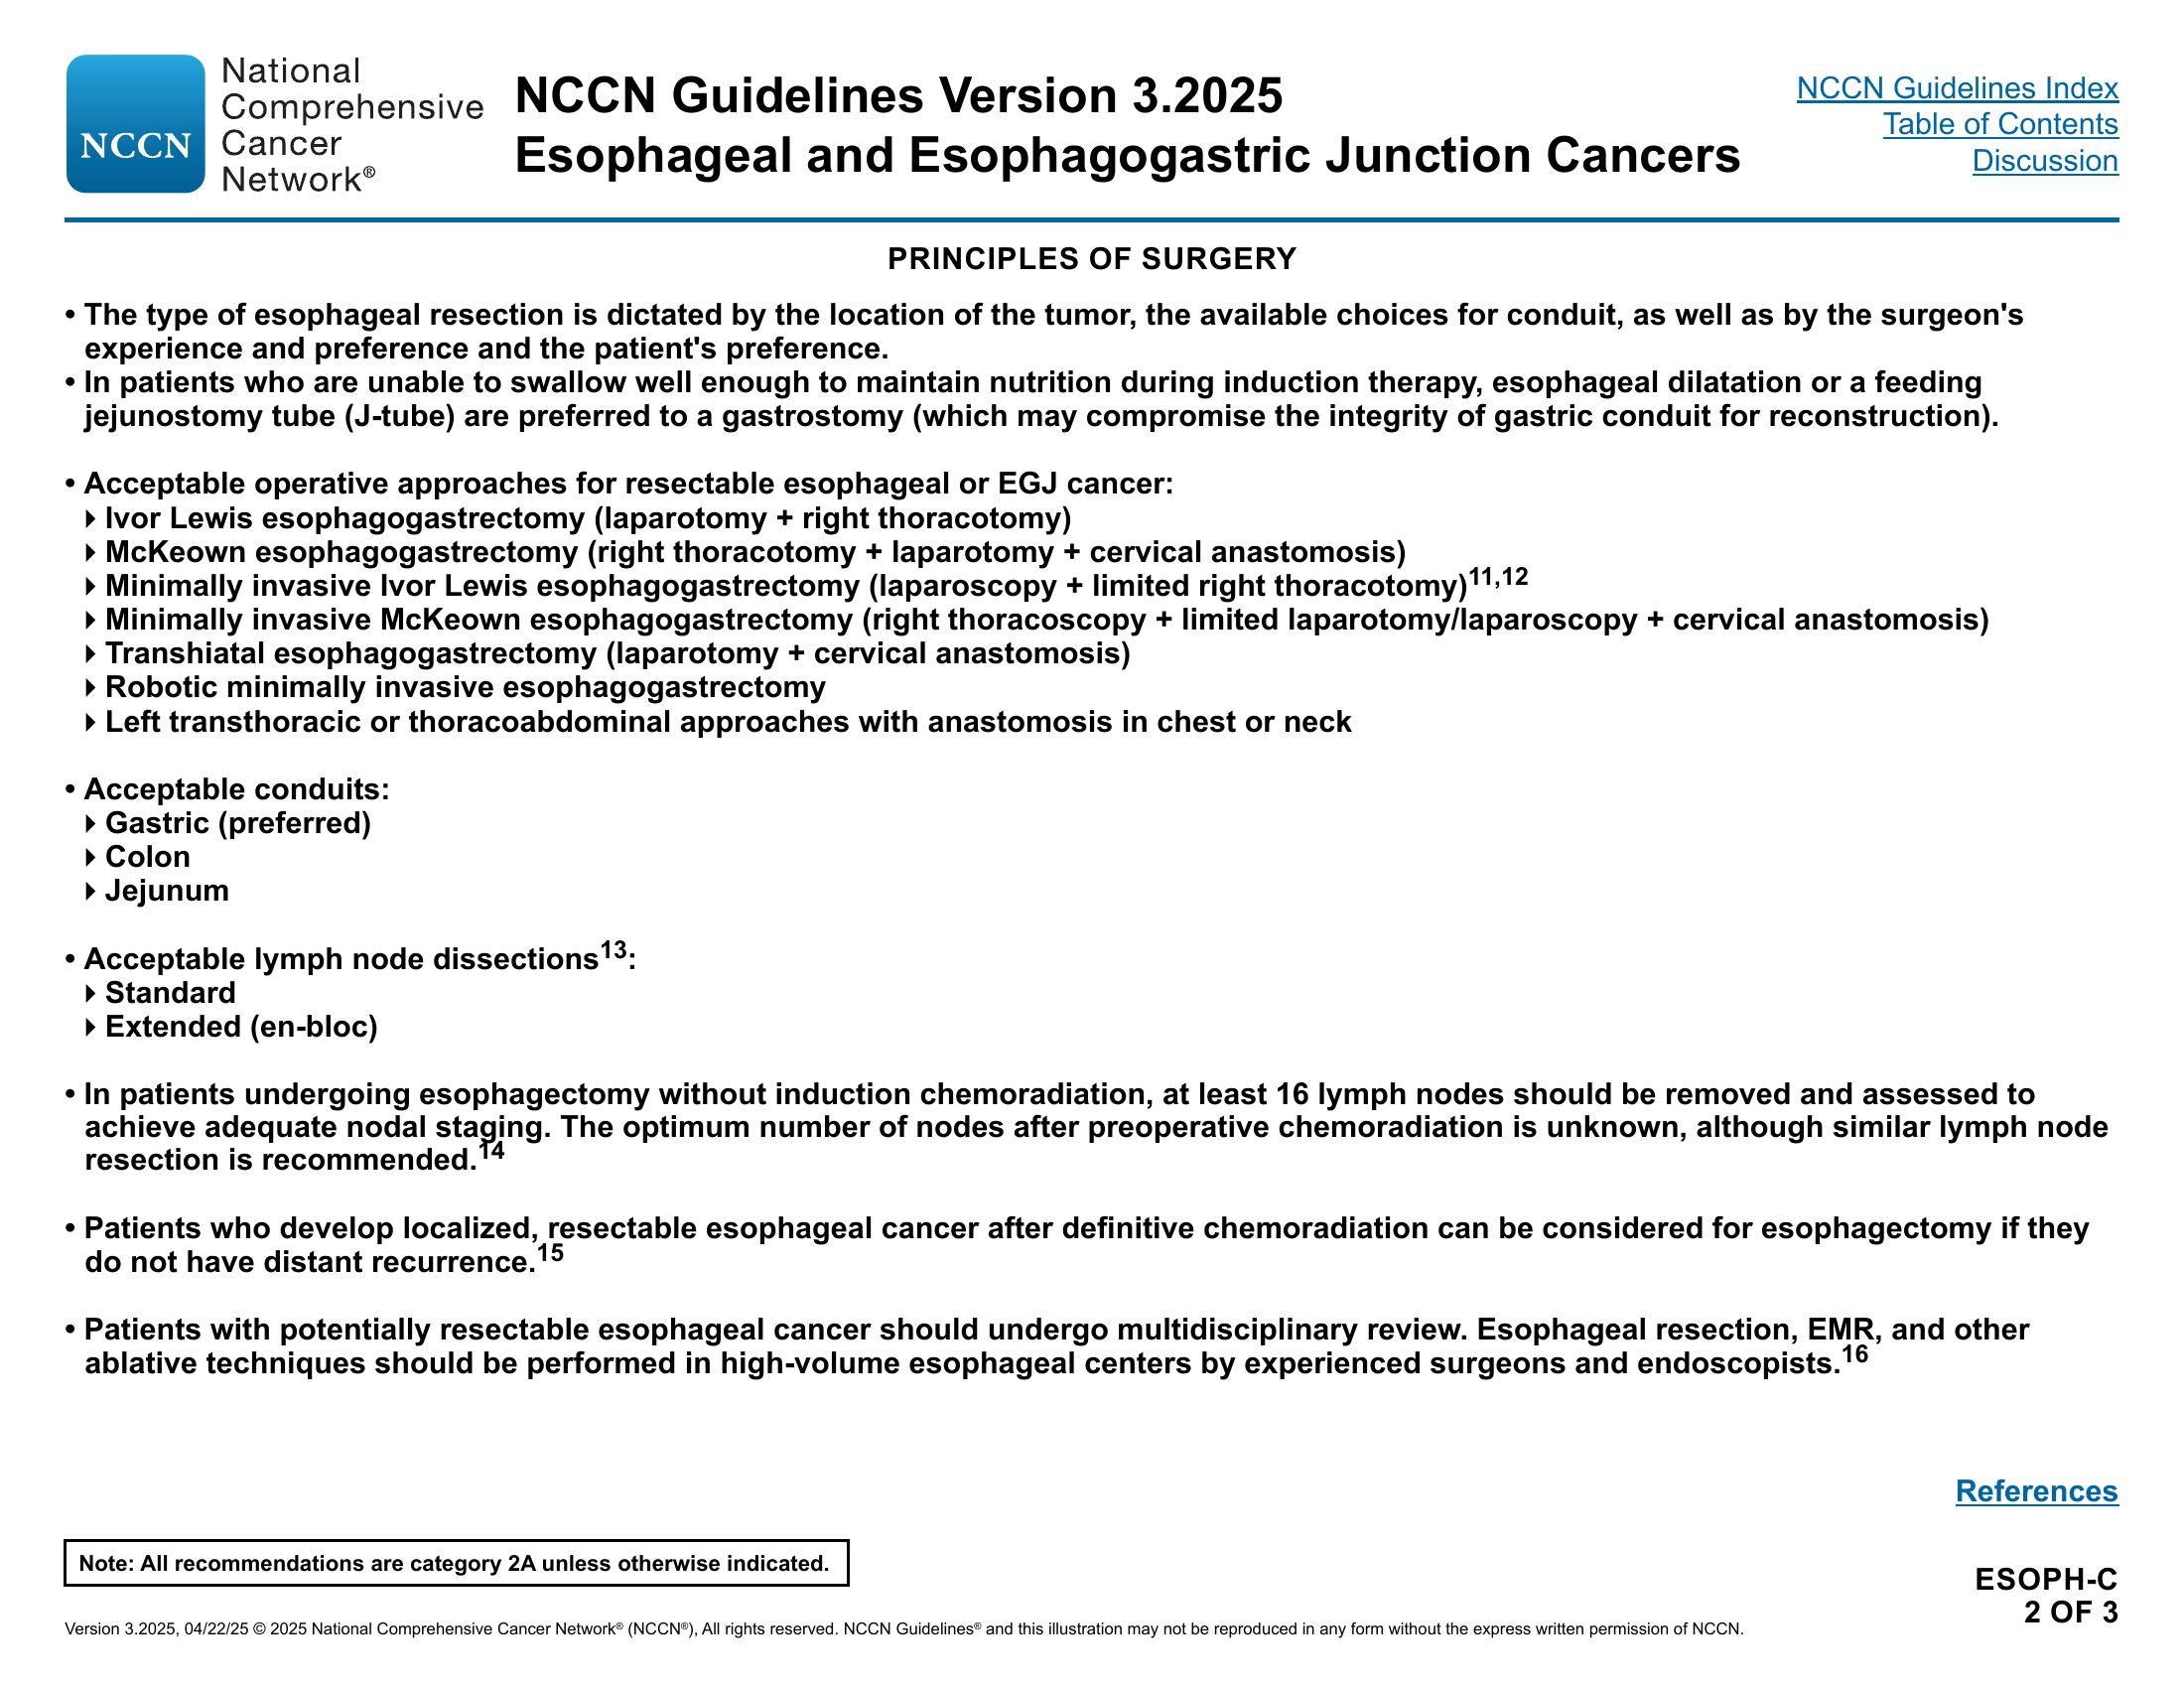 NCCN
National
Comprehensive
Cancer
Network®
NCCN Guidelines Version 3.2025
Esophageal and Esophagogastric Junction Cancers
NCCN Guidelines Index
Table of Contents
Discussion
PRINCIPLES OF SURGERY
• The type of esophageal resection is dictated by the location of the tumor, the available choices for conduit, as well as by the surgeon's
experience and preference and the patient's preference.
• In patients who are unable to swallow well enough to maintain nutrition during induction therapy, esophageal dilatation or a feeding
jejunostomy tube (J-tube) are preferred to a gastrostomy (which may compromise the integrity of gastric conduit for reconstruction).
• Acceptable operative approaches for resectable esophageal or EGJ cancer:
▸ Ivor Lewis esophagogastrectomy (laparotomy + right thoracotomy)
▸ McKeown esophagogastrectomy (right thoracotomy + laparotomy + cervical anastomosis)
▸ Minimally invasive Ivor Lewis esophagogastrectomy (laparoscopy + limited right thoracotomy)11,12
▸ Minimally invasive McKeown esophagogastrectomy (right thoracoscopy + limited laparotomy/laparoscopy + cervical anastomosis)
▸ Transhiatal esophagogastrectomy (laparotomy + cervical anastomosis)
▸ Robotic minimally invasive esophagogastrectomy
▸ Left transthoracic or thoracoabdominal approaches with anastomosis in chest or neck
• Acceptable conduits:
▸ Gastric (preferred)
▸ Colon
▸ Jejunum
• Acceptable lymph node dissections13:
▸ Standard
▸ Extended (en-bloc)
• In patients undergoing esophagectomy without induction chemoradiation, at least 16 lymph nodes should be removed and assessed to
achieve adequate nodal staging. The optimum number of nodes after preoperative chemoradiation is unknown, although similar lymph node
resection is recommended.14
• Patients who develop localized, resectable esophageal cancer after definitive chemoradiation can be considered for esophagectomy if they
do not have distant recurrence.15
• Patients with potentially resectable esophageal cancer should undergo multidisciplinary review. Esophageal resection, EMR, and other
ablative techniques should be performed in high-volume esophageal centers by experienced surgeons and endoscopists.16
References
Note: All recommendations are category 2A unless otherwise indicated.
ESOPH-C
2 OF 3
Version 3.2025, 04/22/25 © 2025 National Comprehensive Cancer Network® (NCCN®), All rights reserved. NCCN Guidelines® and this illustration may not be reproduced in any form without the express written permission of NCCN.